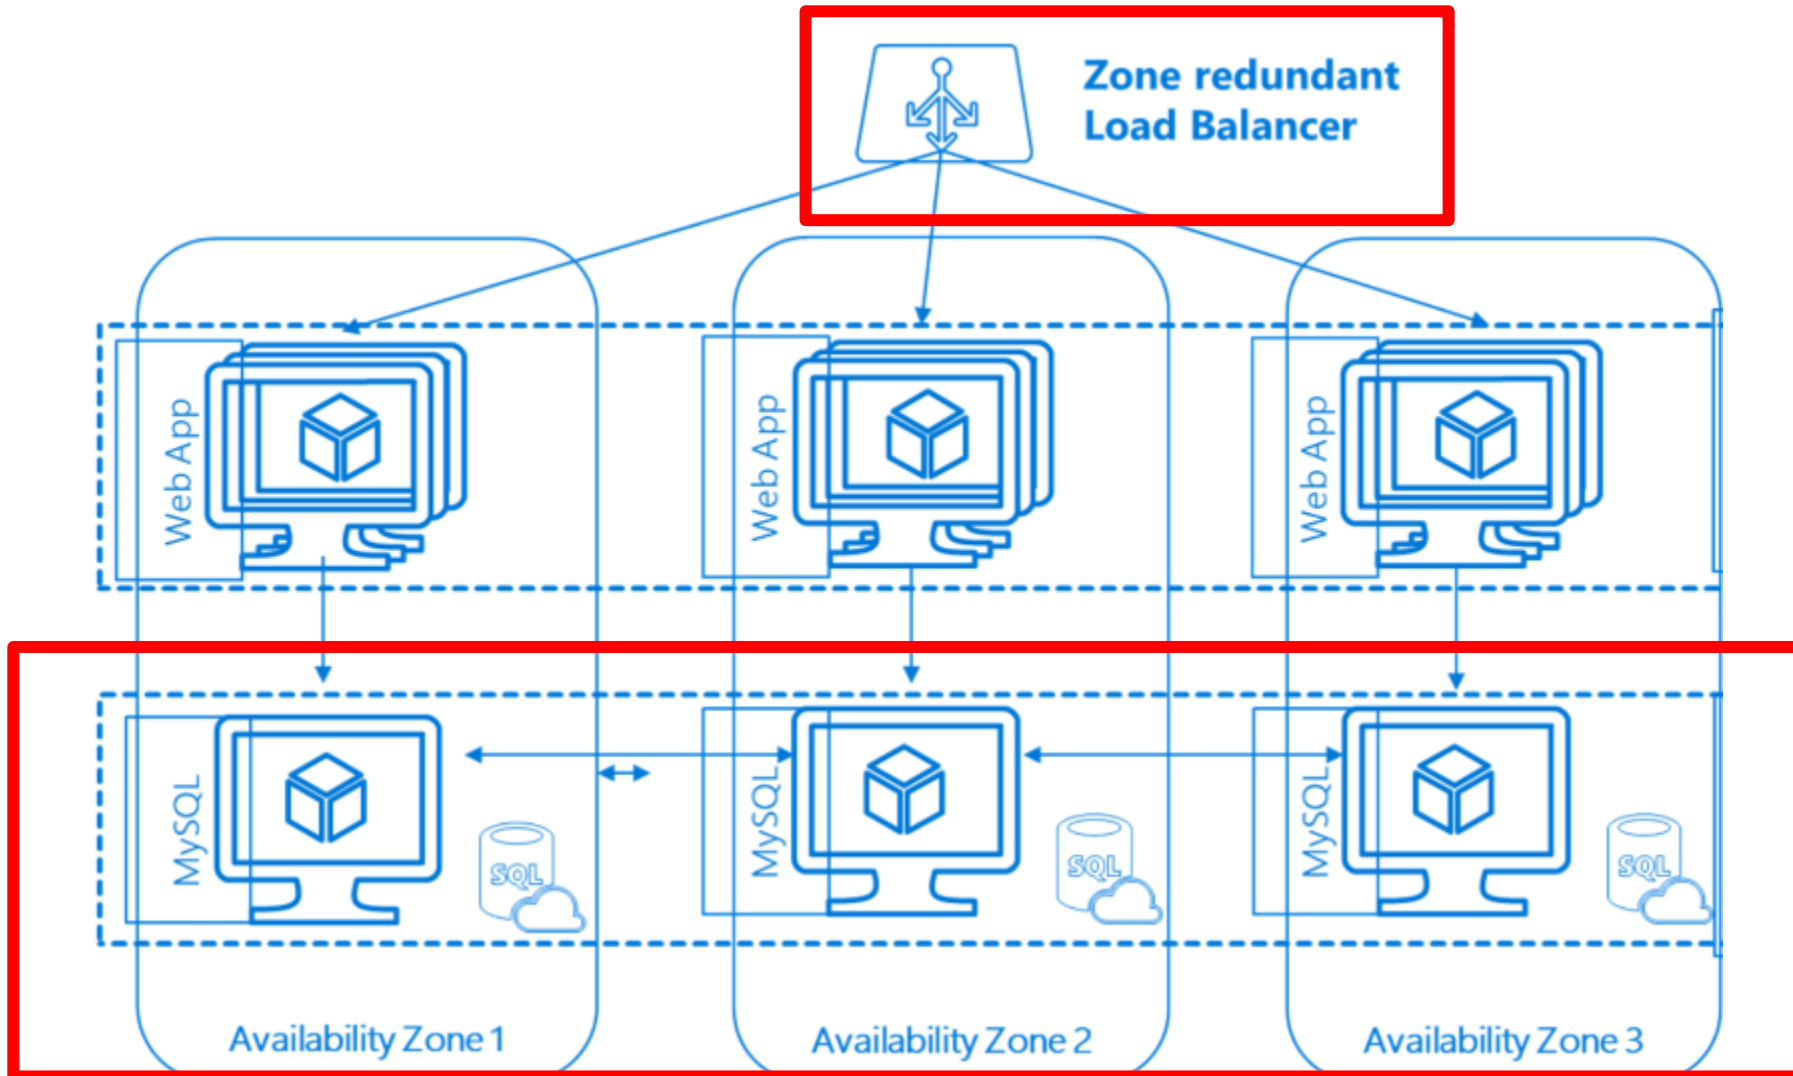 Zone redundant
Load Balancer
Web App
Web App
Web App
MySQL
SQL
MySQL
SQL
MySQL
SQL
Availability Zone 1
Availability Zone 2
Availability Zone 3